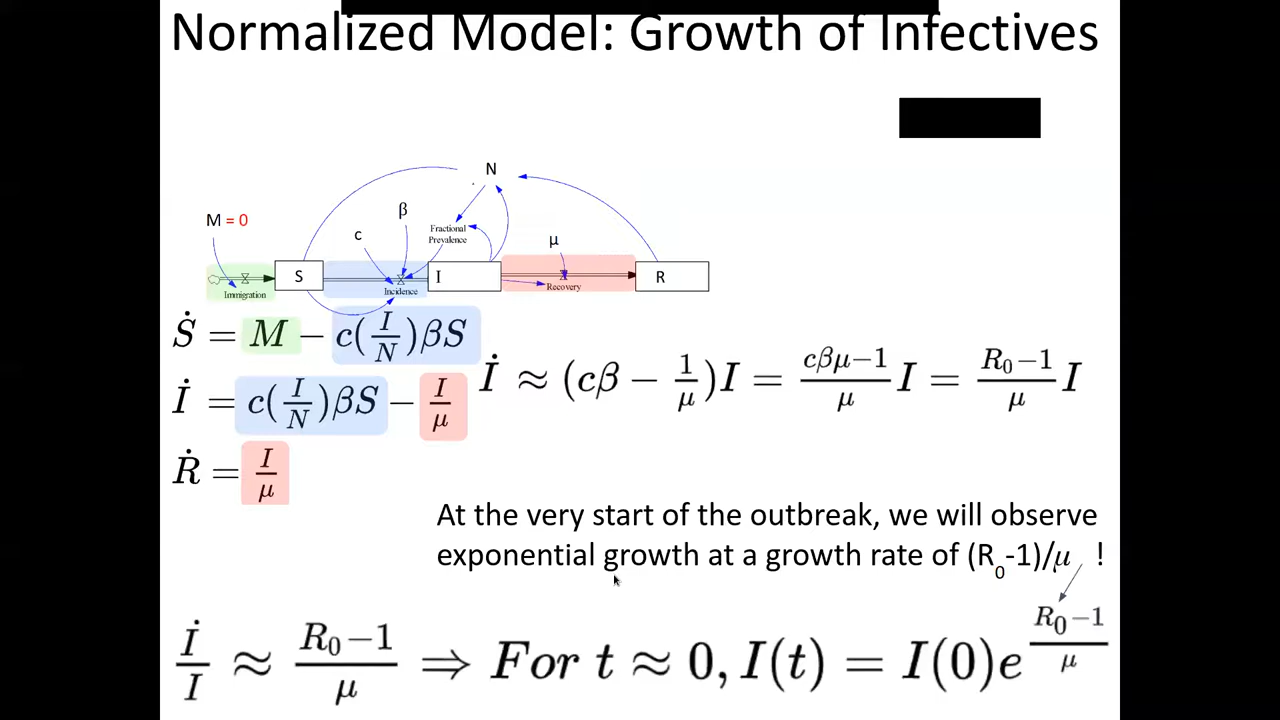 Normalized Model: Growth of Infectives
N
M = 0
β
c
Fractional
Prevalence
μ
S
I
R
Immigration
Incidence
Recovery
Ṡ = M − c(I/N)βS
İ = c(I/N)βS − I/μ
Ṙ = I/μ
İ ≈ (cβ − 1/μ)I = (cβμ−1)/μ I = (R₀−1)/μ I
At the very start of the outbreak, we will observe
exponential growth at a growth rate of (R₀-1)/μ !
İ/I ≈ (R₀−1)/μ ⇒ For t ≈ 0, I(t) = I(0)e^((R₀−1)/μ)